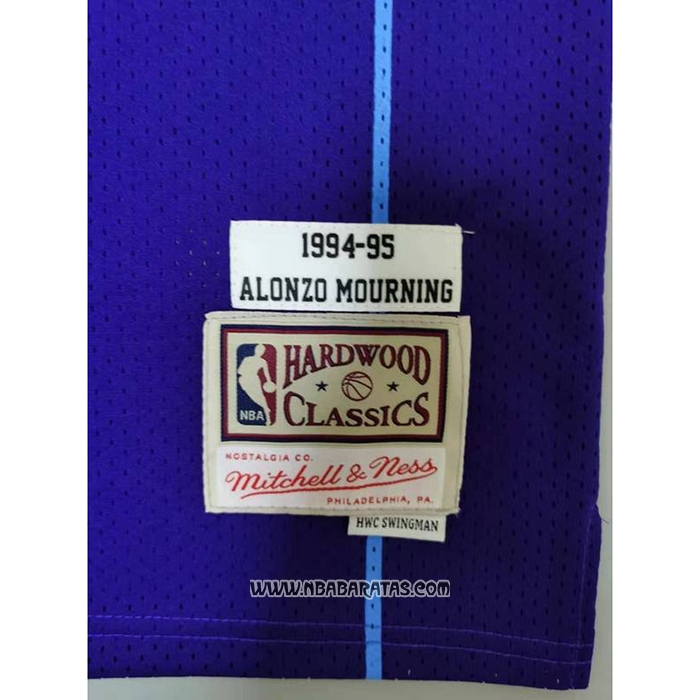 1994-95
ALONZO MOURNING
HARDWOOD
CLASSICS
NBA
NOSTALGIA CO.
Mitchell & Ness
PHILADELPHIA, PA.
HWC SWINGMAN
WWW.NBABARATAS.COM